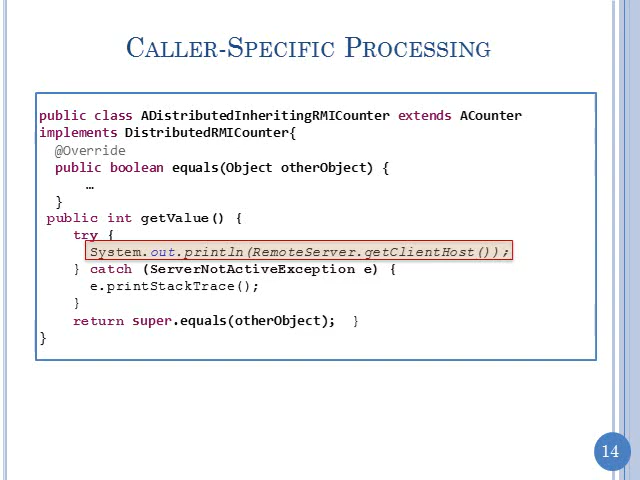 CALLER-SPECIFIC PROCESSING
public class ADistributedInheritingRMICounter extends ACounter
implements DistributedRMICounter{
@Override
public boolean equals(Object otherObject) {
…
}
public int getValue() {
try {
System.out.println(RemoteServer.getClientHost());
} catch (ServerNotActiveException e) {
e.printStackTrace();
}
return super.equals(otherObject); }
}
14